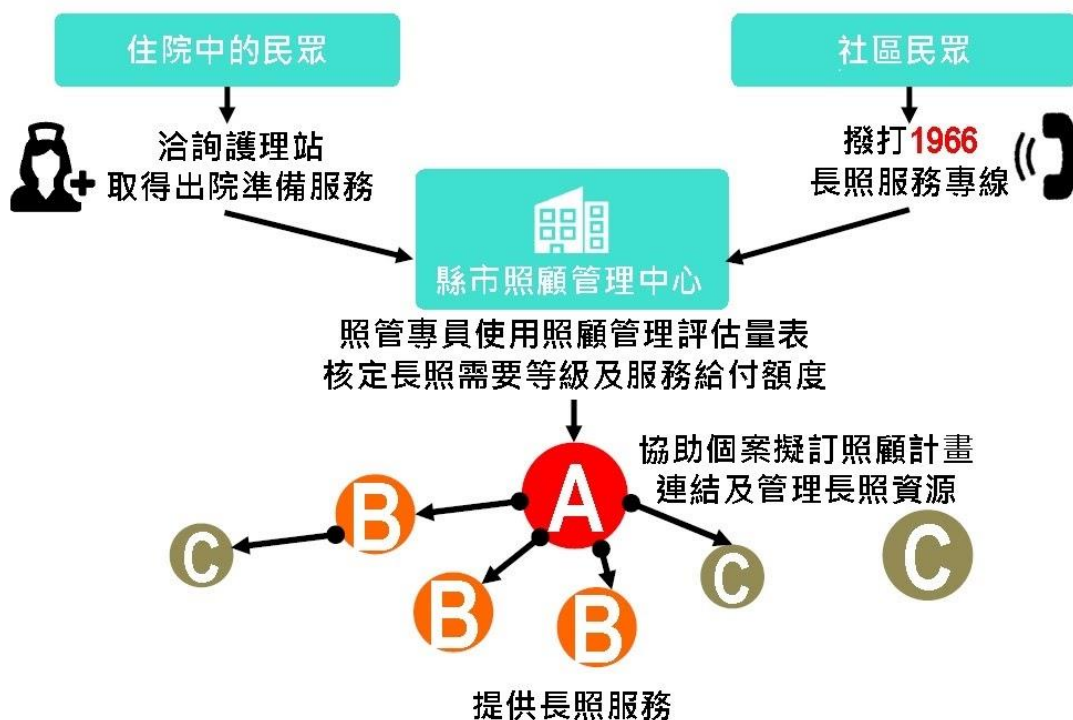 住院中的民眾
社區民眾
洽詢護理站
取得出院準備服務
撥打1966
長照服務專線
縣市照顧管理中心
照管專員使用照顧管理評估量表
核定長照需要等級及服務給付額度
協助個案擬訂照顧計畫
連結及管理長照資源
A
B
C
C
C
B
B
提供長照服務